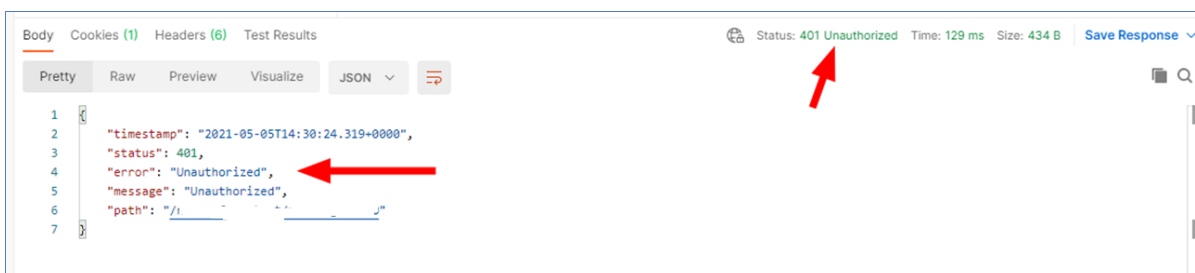 Body Cookies (1) Headers (6) Test Results Status: 401 Unauthorized Time: 129 ms Size: 434 B Save Response
Pretty Raw Preview Visualize JSON
1 {
2 "timestamp": "2021-05-05T14:30:24.319+0000",
3 "status": 401,
4 "error": "Unauthorized",
5 "message": "Unauthorized",
6 "path": "/
7 }